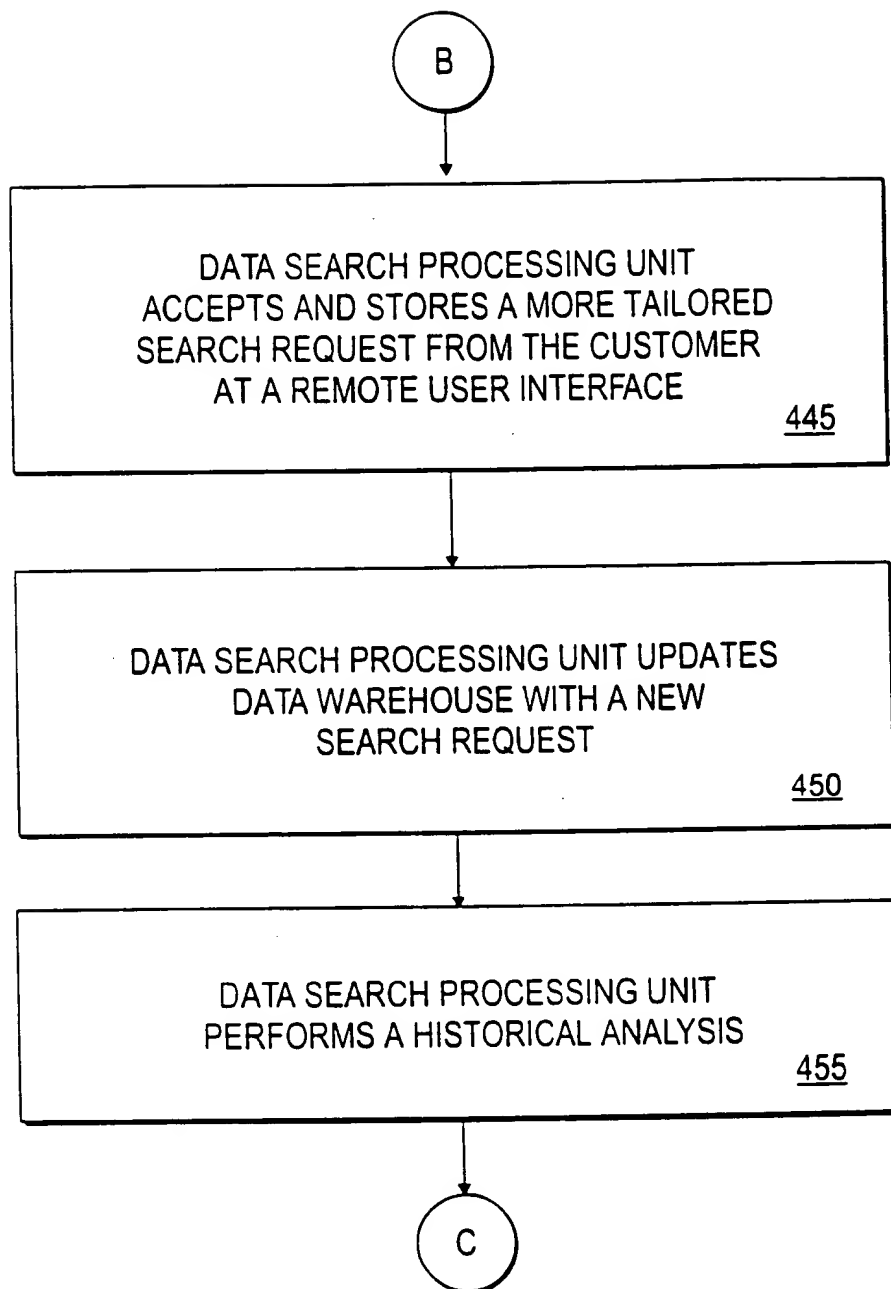 B
DATA SEARCH PROCESSING UNIT
ACCEPTS AND STORES A MORE TAILORED
SEARCH REQUEST FROM THE CUSTOMER
AT A REMOTE USER INTERFACE
445
DATA SEARCH PROCESSING UNIT UPDATES
DATA WAREHOUSE WITH A NEW
SEARCH REQUEST
450
DATA SEARCH PROCESSING UNIT
PERFORMS A HISTORICAL ANALYSIS
455
C